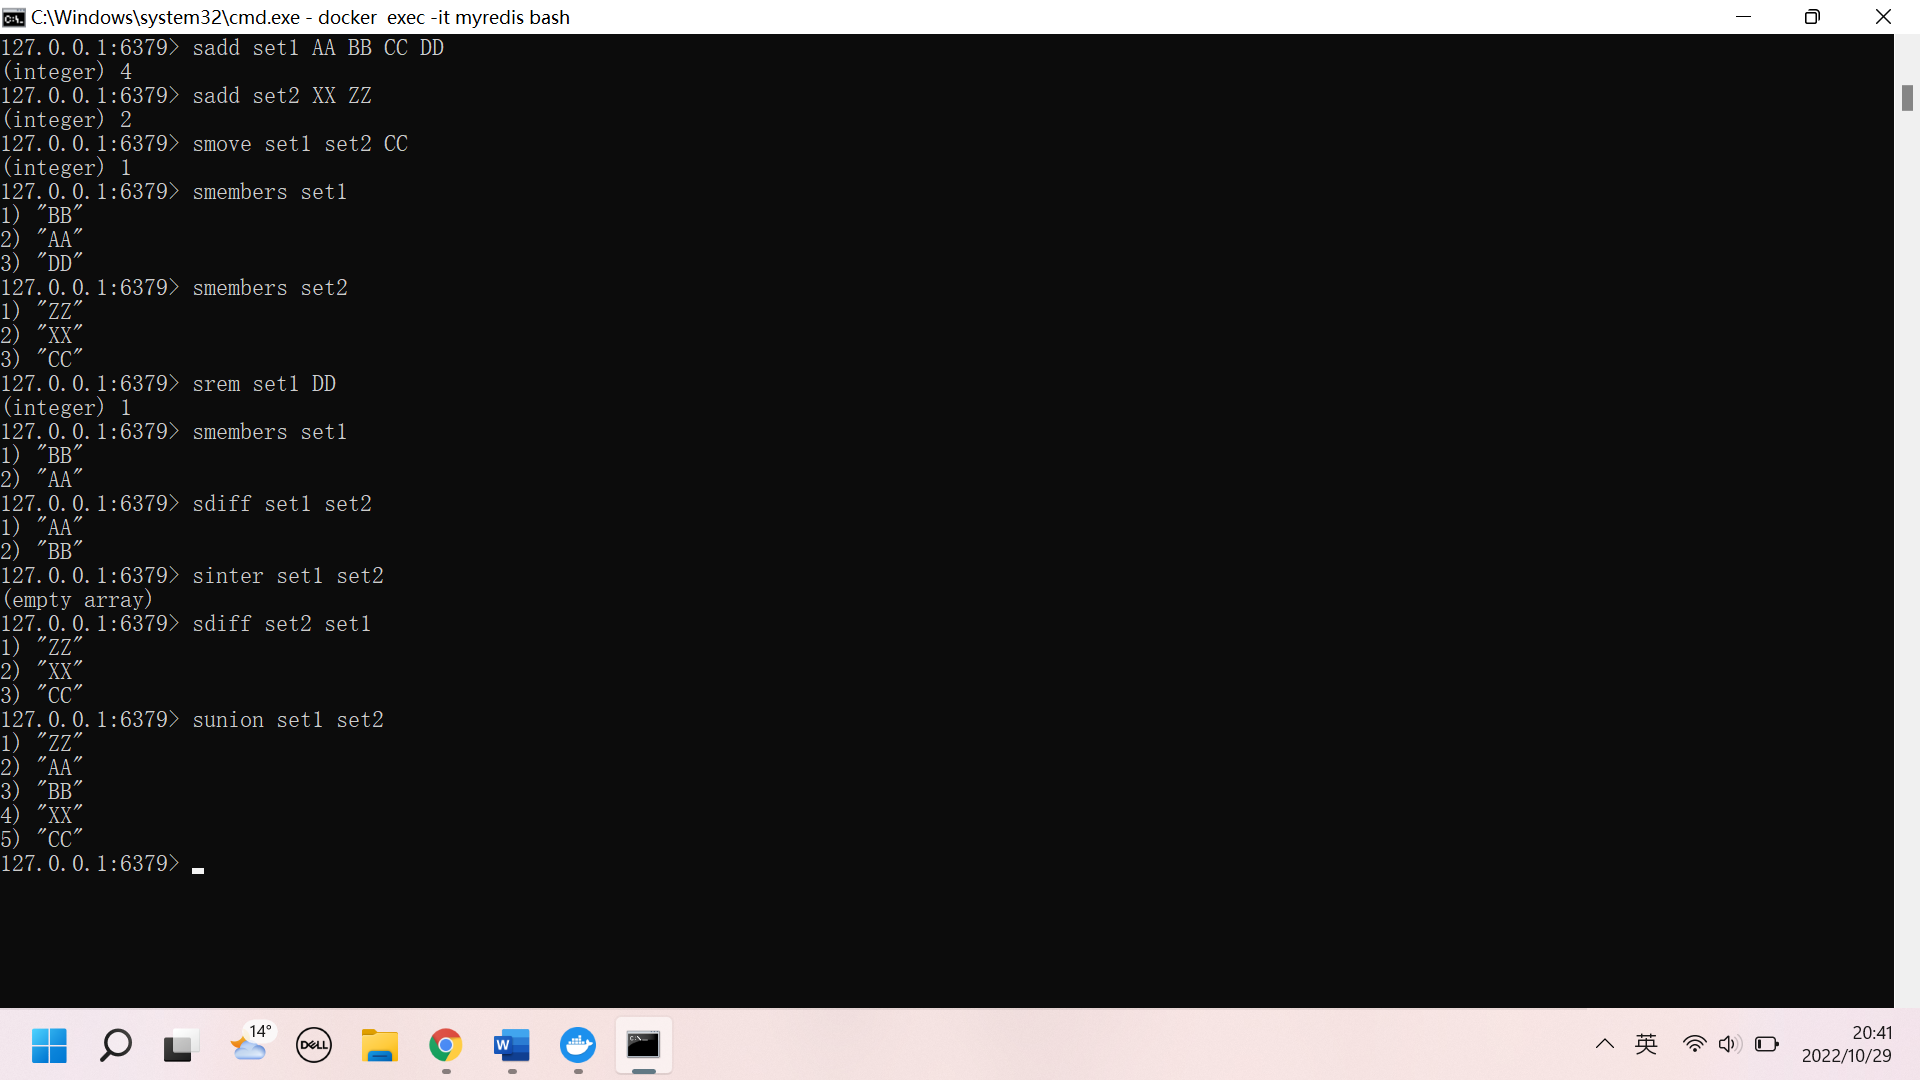 C:\Windows\system32\cmd.exe - docker  exec -it myredis bash
127.0.0.1:6379> sadd set1 AA BB CC DD
(integer) 4
127.0.0.1:6379> sadd set2 XX ZZ
(integer) 2
127.0.0.1:6379> smove set1 set2 CC
(integer) 1
127.0.0.1:6379> smembers set1
1) "BB"
2) "AA"
3) "DD"
127.0.0.1:6379> smembers set2
1) "ZZ"
2) "XX"
3) "CC"
127.0.0.1:6379> srem set1 DD
(integer) 1
127.0.0.1:6379> smembers set1
1) "BB"
2) "AA"
127.0.0.1:6379> sdiff set1 set2
1) "AA"
2) "BB"
127.0.0.1:6379> sinter set1 set2
(empty array)
127.0.0.1:6379> sdiff set2 set1
1) "ZZ"
2) "XX"
3) "CC"
127.0.0.1:6379> sunion set1 set2
1) "ZZ"
2) "AA"
3) "BB"
4) "XX"
5) "CC"
127.0.0.1:6379>
14°
DELL
W
C:\
英
20:41
2022/10/29